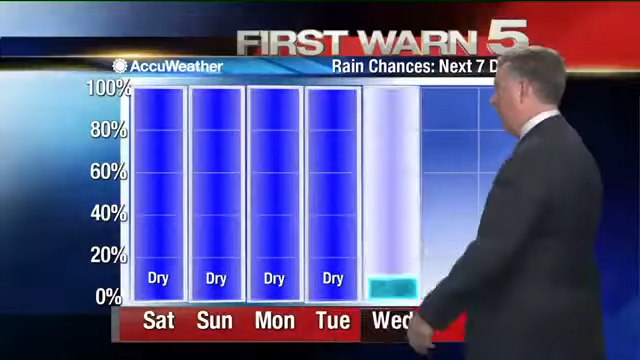 FIRST WARN 5
AccuWeather
Rain Chances: Next 7 D
100%
80%
60%
40%
20%
0%
Dry Dry Dry Dry
Sat Sun Mon Tue Wed